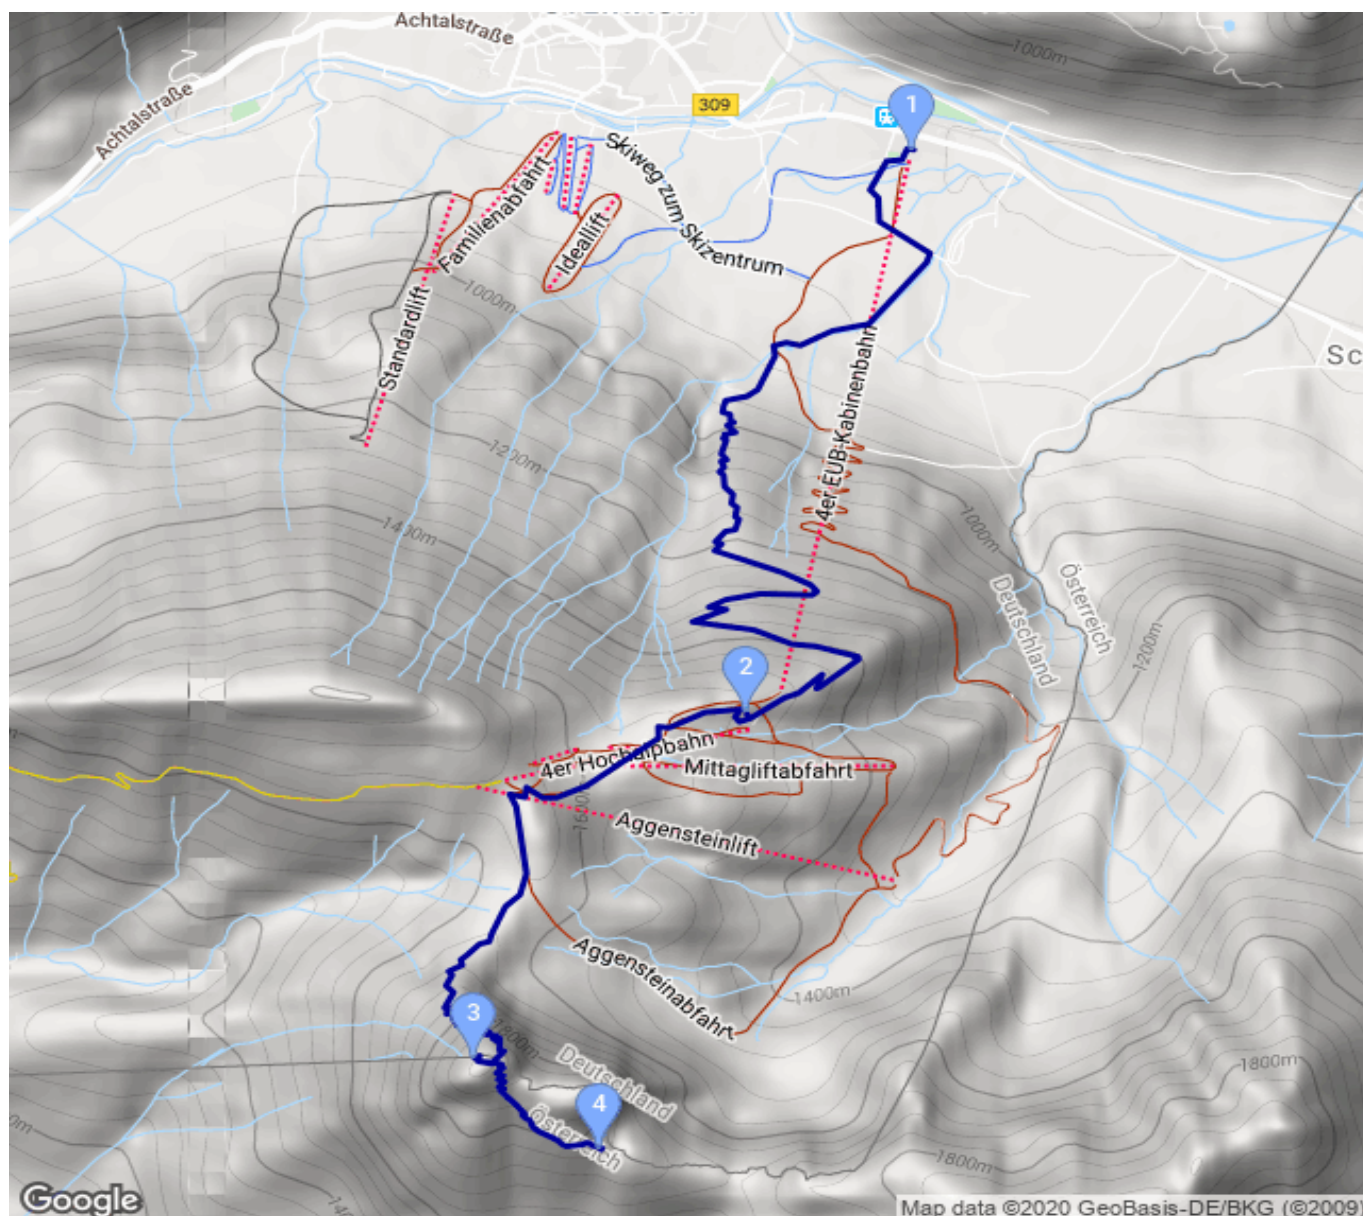 Achtalstraße
1000m
309
1
Achtalstraße
Skiweg zum Skizentrum
Familienabfahrt
Ideallift
Standardlift
1000m
Sc
4er EUB-Kabinenbahn
1200m
1400m
1000m
Österreich
Deutschland
1200m
2
4er Hochalpbahn
Mittagliftabfahrt
1600m
Aggensteinlift
Aggensteinabfahrt
1400m
3
1800m
Deutschland
1800m
4
Österreich
1800m
Google
Map data ©2020 GeoBasis-DE/BKG (©2009)